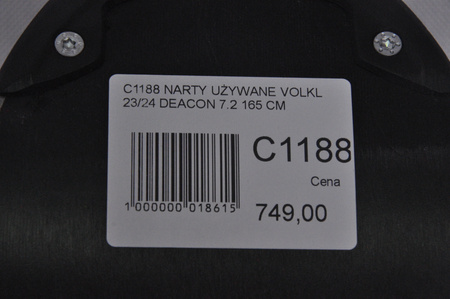 C1188 NARTY UŻYWANE VOLKL
23/24 DEACON 7.2 165 CM
C1188
Cena
1 000000 018615
749,00